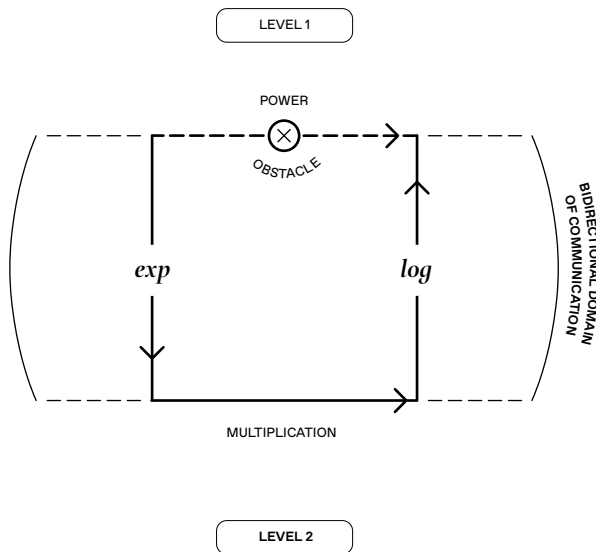 LEVEL 1
POWER
OBSTACLE
exp
log
BIDIRECTIONAL DOMAIN
OF COMMUNICATION
MULTIPLICATION
LEVEL 2